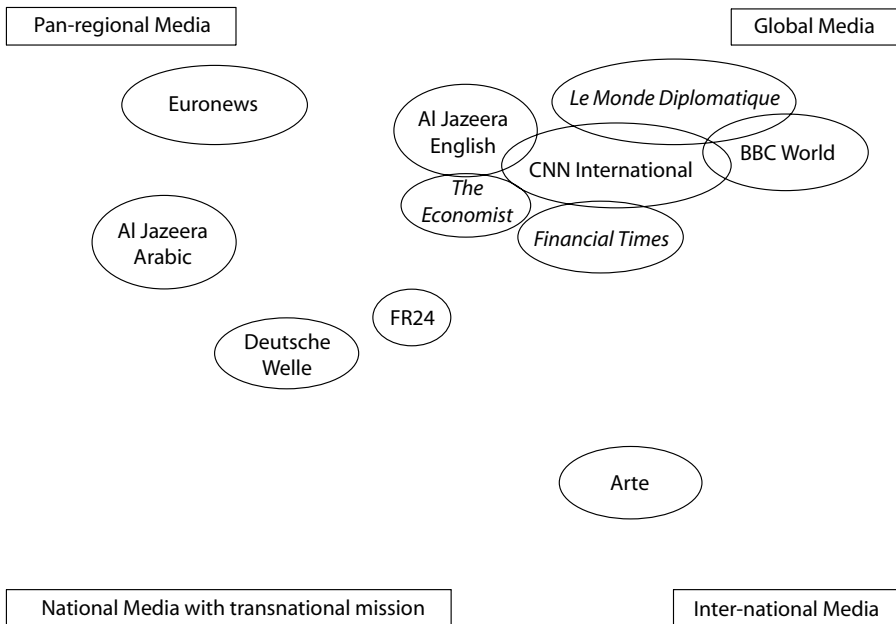 Pan-regional Media
Global Media
Euronews
Le Monde Diplomatique
Al Jazeera
English
BBC World
CNN International
The
Economist
Al Jazeera
Arabic
Financial Times
FR24
Deutsche
Welle
Arte
National Media with transnational mission
Inter-national Media